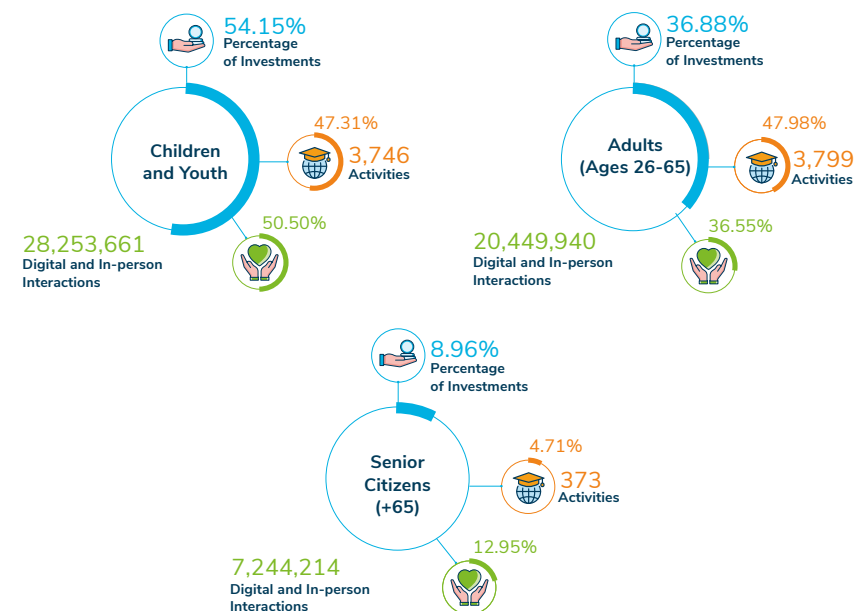 54.15%
Percentage
of Investments
Children
and Youth
47.31%
3,746
Activities
50.50%
28,253,661
Digital and In-person
Interactions
36.88%
Percentage
of Investments
Adults
(Ages 26-65)
47.98%
3,799
Activities
36.55%
20,449,940
Digital and In-person
Interactions
8.96%
Percentage
of Investments
Senior
Citizens
(+65)
4.71%
373
Activities
12.95%
7,244,214
Digital and In-person
Interactions